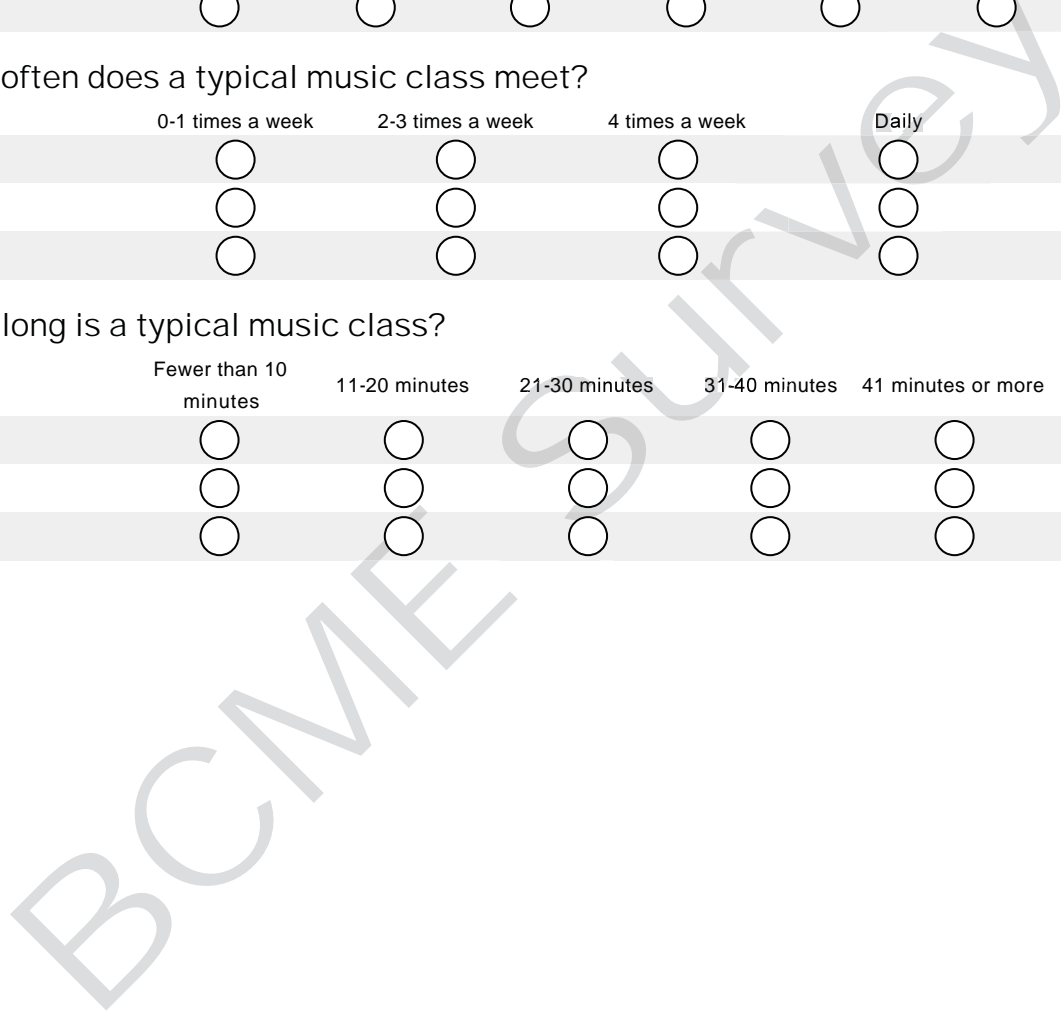 often does a typical music class meet?
0-1 times a week 2-3 times a week 4 times a week Daily
long is a typical music class?
Fewer than 10
minutes
11-20 minutes 21-30 minutes 31-40 minutes 41 minutes or more
BCME Survey